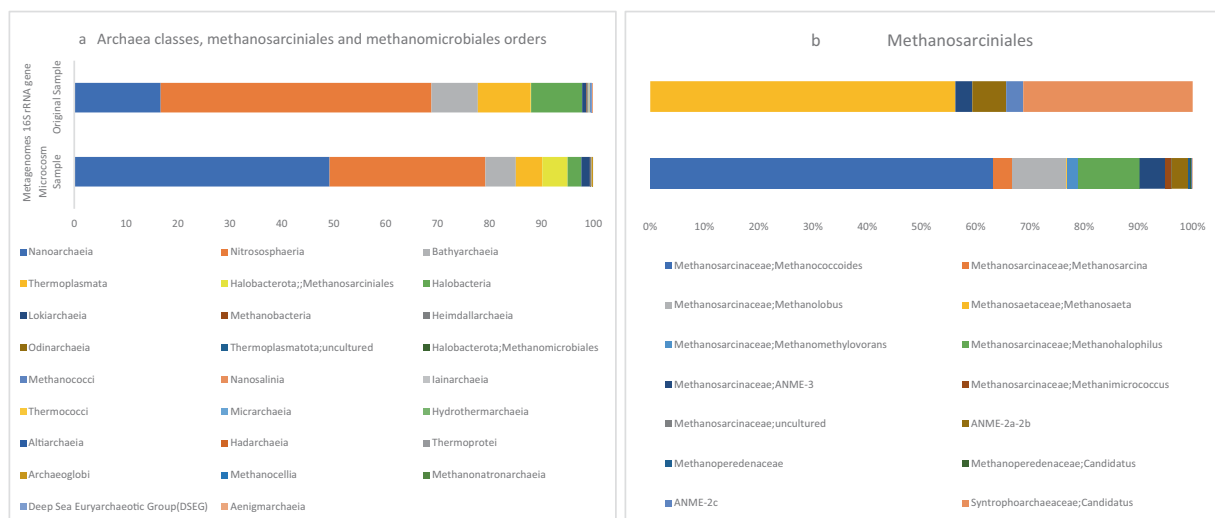 a Archaea classes, methanosarciniales and methanomicrobiales orders
Metagenomes 16S rRNA gene
Original Sample
Microcosm Sample
0 10 20 30 40 50 60 70 80 90 100
Nanoarchaeia Nitrososphaeria Bathyarchaeia
Thermoplasmata Halobacterota;;Methanosarciniales Halobacteria
Lokiarchaeia Methanobacteria Heimdallarchaeia
Odinarchaeia Thermoplasmatota;uncultured Halobacterota;Methanomicrobiales
Methanococci Nanosalinia Iainarchaeia
Thermococci Micrarchaeia Hydrothermarchaeia
Altiarchaeia Hadarchaeia Thermoprotei
Archaeoglobi Methanocellia Methanonatronarchaeia
Deep Sea Euryarchaeotic Group(DSEG) Aenigmarchaeia
b Methanosarciniales
0% 10% 20% 30% 40% 50% 60% 70% 80% 90% 100%
Methanosarcinaceae;Methanococcoides Methanosarcinaceae;Methanosarcina
Methanosarcinaceae;Methanolobus Methanosaetaceae;Methanosaeta
Methanosarcinaceae;Methanomethylovorans Methanosarcinaceae;Methanohalophilus
Methanosarcinaceae;ANME-3 Methanosarcinaceae;Methanimicrococcus
Methanosarcinaceae;uncultured ANME-2a-2b
Methanoperedenaceae Methanoperedenaceae;Candidatus
ANME-2c Syntrophoarchaeaceae;Candidatus